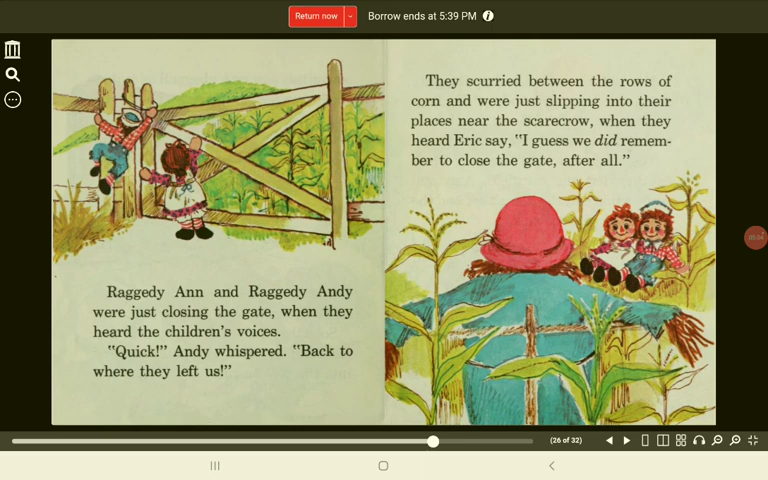 Return now
Borrow ends at 5:39 PM
Raggedy Ann and Raggedy Andy
were just closing the gate, when they
heard the children's voices.
"Quick!" Andy whispered. "Back to
where they left us!"
They scurried between the rows of
corn and were just slipping into their
places near the scarecrow, when they
heard Eric say, "I guess we did remem-
ber to close the gate, after all."
(26 of 32)